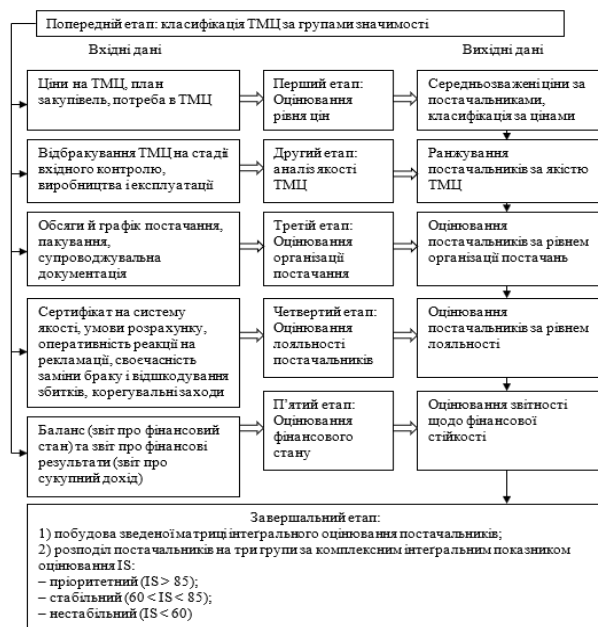 Попередній етап: класифікація ТМЦ за групами значимості
Вхідні дані
Вихідні дані
Ціни на ТМЦ, план
закупівель, потреба в ТМЦ
Перший етап:
Оцінювання
рівня цін
Середньозважені ціни за
постачальниками,
класифікація за цінами
Відбракування ТМЦ на стадії
вхідного контролю,
виробництва і експлуатації
Другий етап:
аналіз якості
ТМЦ
Ранжування
постачальників за якістю
ТМЦ
Обсяги й графік постачання,
пакування,
супроводжувальна
документація
Третій етап:
Оцінювання
організації
постачання
Оцінювання
постачальників за рівнем
організації постачань
Сертифікат на систему
якості, умови розрахунку,
оперативність реакції на
рекламації, своєчасність
заміни браку і відшкодування
збитків, корегувальні заходи
Четвертий етап:
Оцінювання
лояльності
постачальників
Оцінювання
постачальників за рівнем
лояльності
Баланс (звіт про фінансовий
стан) та звіт про фінансові
результати (звіт про
сукупний дохід)
П'ятий етап:
Оцінювання
фінансового
стану
Оцінювання звітності
щодо фінансової
стійкості
Завершальний етап:
1) побудова зведеної матриці інтегрального оцінювання постачальників;
2) розподіл постачальників на три групи за комплексним інтегральним показником
оцінювання IS:
– пріоритетний (IS > 85);
– стабільний (60 < IS < 85);
– нестабільний (IS < 60)